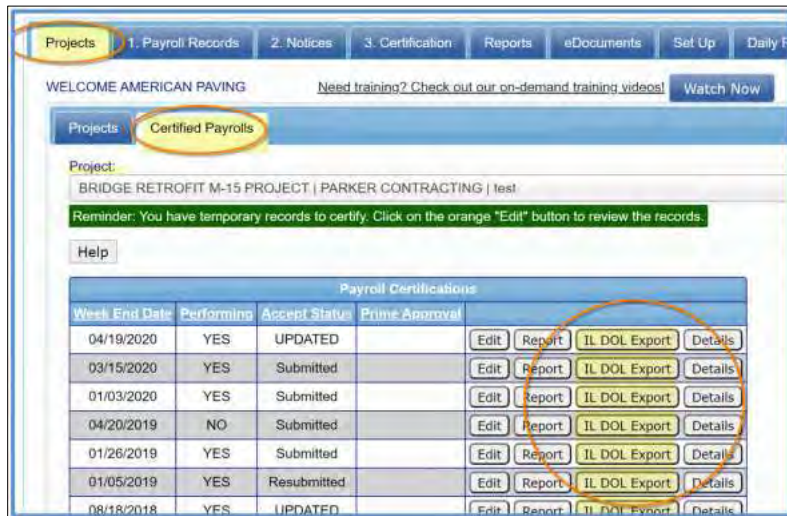 Projects 1. Payroll Records 2. Notices 3. Certification Reports eDocuments Set Up Daily
WELCOME AMERICAN PAVING Need training? Check out our on-demand training videos! Watch Now
Projects Certified Payrolls
Project:
BRIDGE RETROFIT M-15 PROJECT | PARKER CONTRACTING | test
Reminder: You have temporary records to certify. Click on the orange "Edit" button to review the records.
Help
Payroll Certifications
Week End Date Performing Accept Status Prime Approval
04/19/2020 YES UPDATED Edit Report IL DOL Export Details
03/15/2020 YES Submitted Edit Report IL DOL Export Details
01/03/2020 YES Submitted Edit Report IL DOL Export Details
04/20/2019 NO Submitted Edit Report IL DOL Export Details
01/26/2019 YES Submitted Edit Report IL DOL Export Details
01/05/2019 YES Resubmitted Edit Report IL DOL Export Details
08/18/2018 YES UPDATED Edit Report IL DOL Export Details